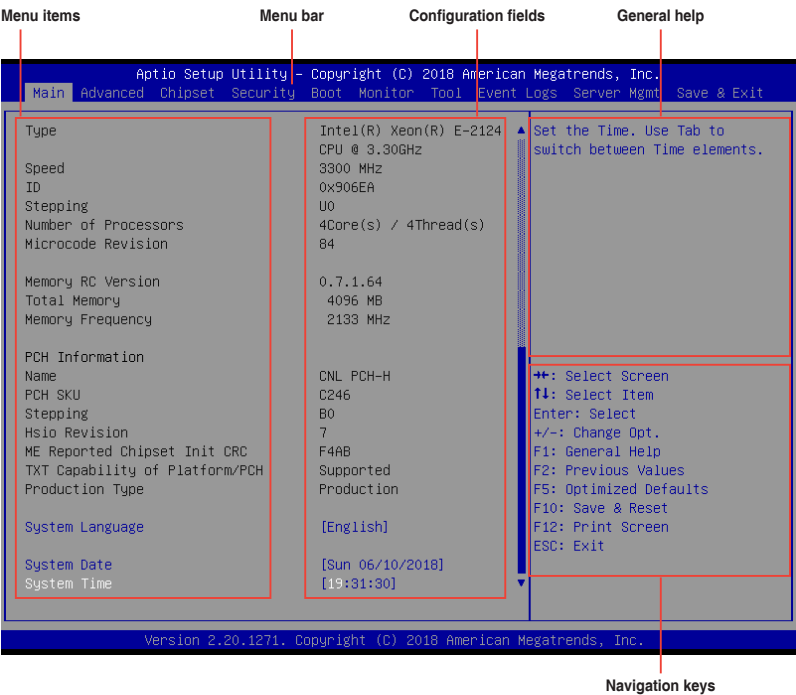 Menu items Menu bar Configuration fields General help
Aptio Setup Utility – Copyright (C) 2018 American Megatrends, Inc.
Main Advanced Chipset Security Boot Monitor Tool Event Logs Server Mgmt Save & Exit
Type Intel(R) Xeon(R) E-2124 Set the Time. Use Tab to
CPU @ 3.30GHz switch between Time elements.
Speed 3300 MHz
ID 0x906EA
Stepping U0
Number of Processors 4Core(s) / 4Thread(s)
Microcode Revision 84
Memory RC Version 0.7.1.64
Total Memory 4096 MB
Memory Frequency 2133 MHz
PCH Information
Name CNL PCH-H →←: Select Screen
PCH SKU C246 ↑↓: Select Item
Stepping B0 Enter: Select
Hsio Revision 7 +/-: Change Opt.
ME Reported Chipset Init CRC F4AB F1: General Help
TXT Capability of Platform/PCH Supported F2: Previous Values
Production Type Production F5: Optimized Defaults
F10: Save & Reset
System Language [English] F12: Print Screen
ESC: Exit
System Date [Sun 06/10/2018]
System Time [19:31:30]
Version 2.20.1271. Copyright (C) 2018 American Megatrends, Inc.
Navigation keys